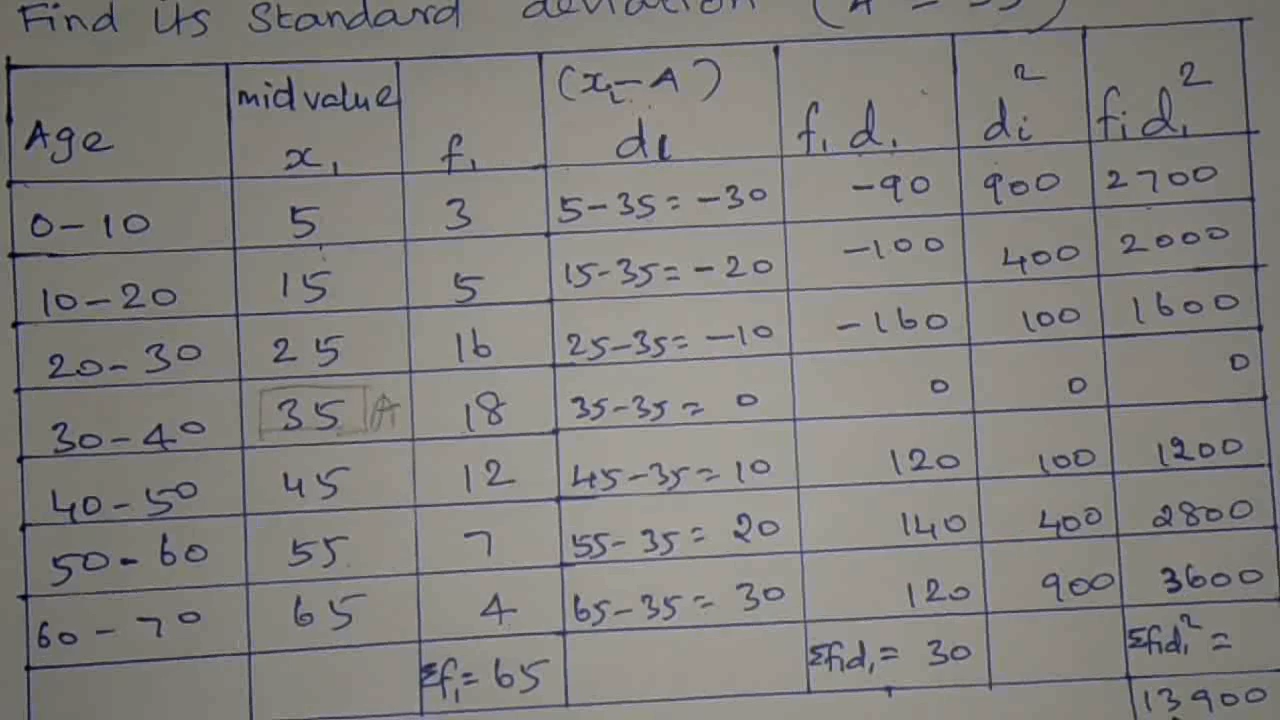 Find its Standard deviation (A = 35)
Age | mid value x₁ | f₁ | (xᵢ-A) dᵢ | f₁d₁ | dᵢ² | fᵢd₁²
0-10 | 5 | 3 | 5-35=-30 | -90 | 900 | 2700
10-20 | 15 | 5 | 15-35=-20 | -100 | 400 | 2000
20-30 | 25 | 16 | 25-35=-10 | -160 | 100 | 1600
30-40 | 35 A | 18 | 35-35= 0 | 0 | 0 | 0
40-50 | 45 | 12 | 45-35=10 | 120 | 100 | 1200
50-60 | 55 | 7 | 55-35= 20 | 140 | 400 | 2800
60-70 | 65 | 4 | 65-35= 30 | 120 | 900 | 3600
Σf₁=65 | Σf₁d₁= 30 | Σfᵢd₁² =
13900